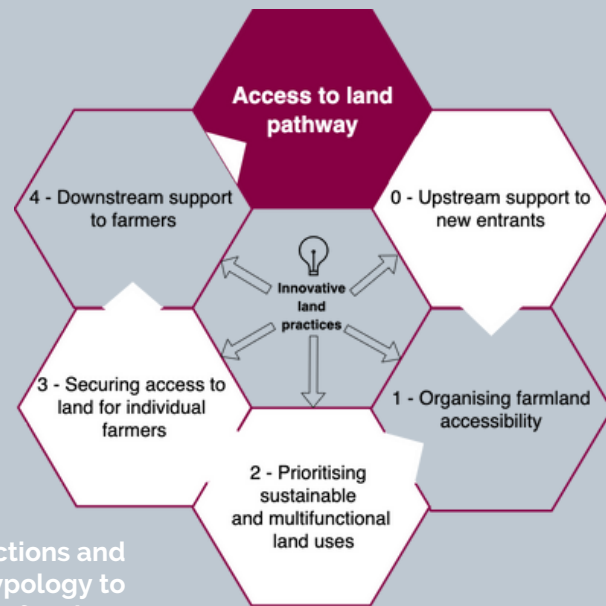 Access to land
pathway
0 - Upstream support to
new entrants
1 - Organising farmland
accessibility
2 - Prioritising
sustainable
and multifunctional
land uses
3 - Securing access to
land for individual
farmers
4 - Downstream support
to farmers
Innovative
land
practices
ctions and
ypology to